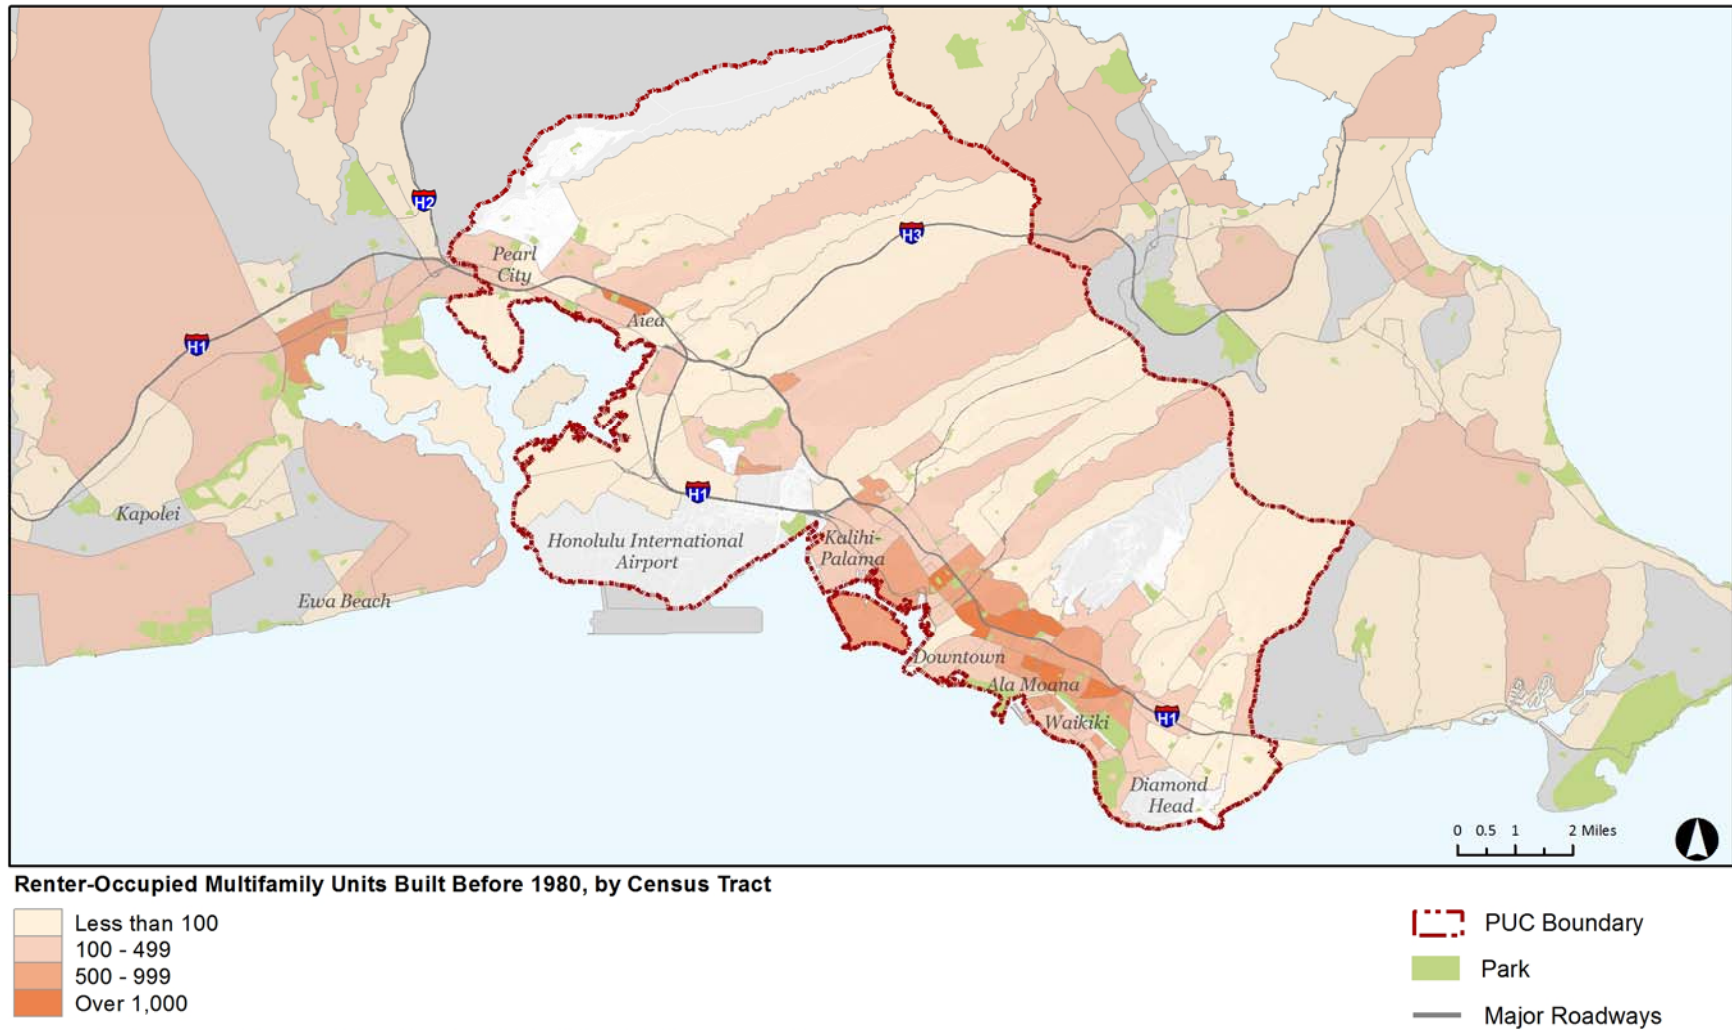 H2
H3
Pearl
City
Aiea
H1
H1
Kapolei
Honolulu International
Airport
Kalihi-
Palama
Ewa Beach
Downtown
Ala Moana
Waikiki
H1
Diamond
Head
0 0.5 1 2 Miles
Renter-Occupied Multifamily Units Built Before 1980, by Census Tract
Less than 100
100 - 499
500 - 999
Over 1,000
PUC Boundary
Park
Major Roadways